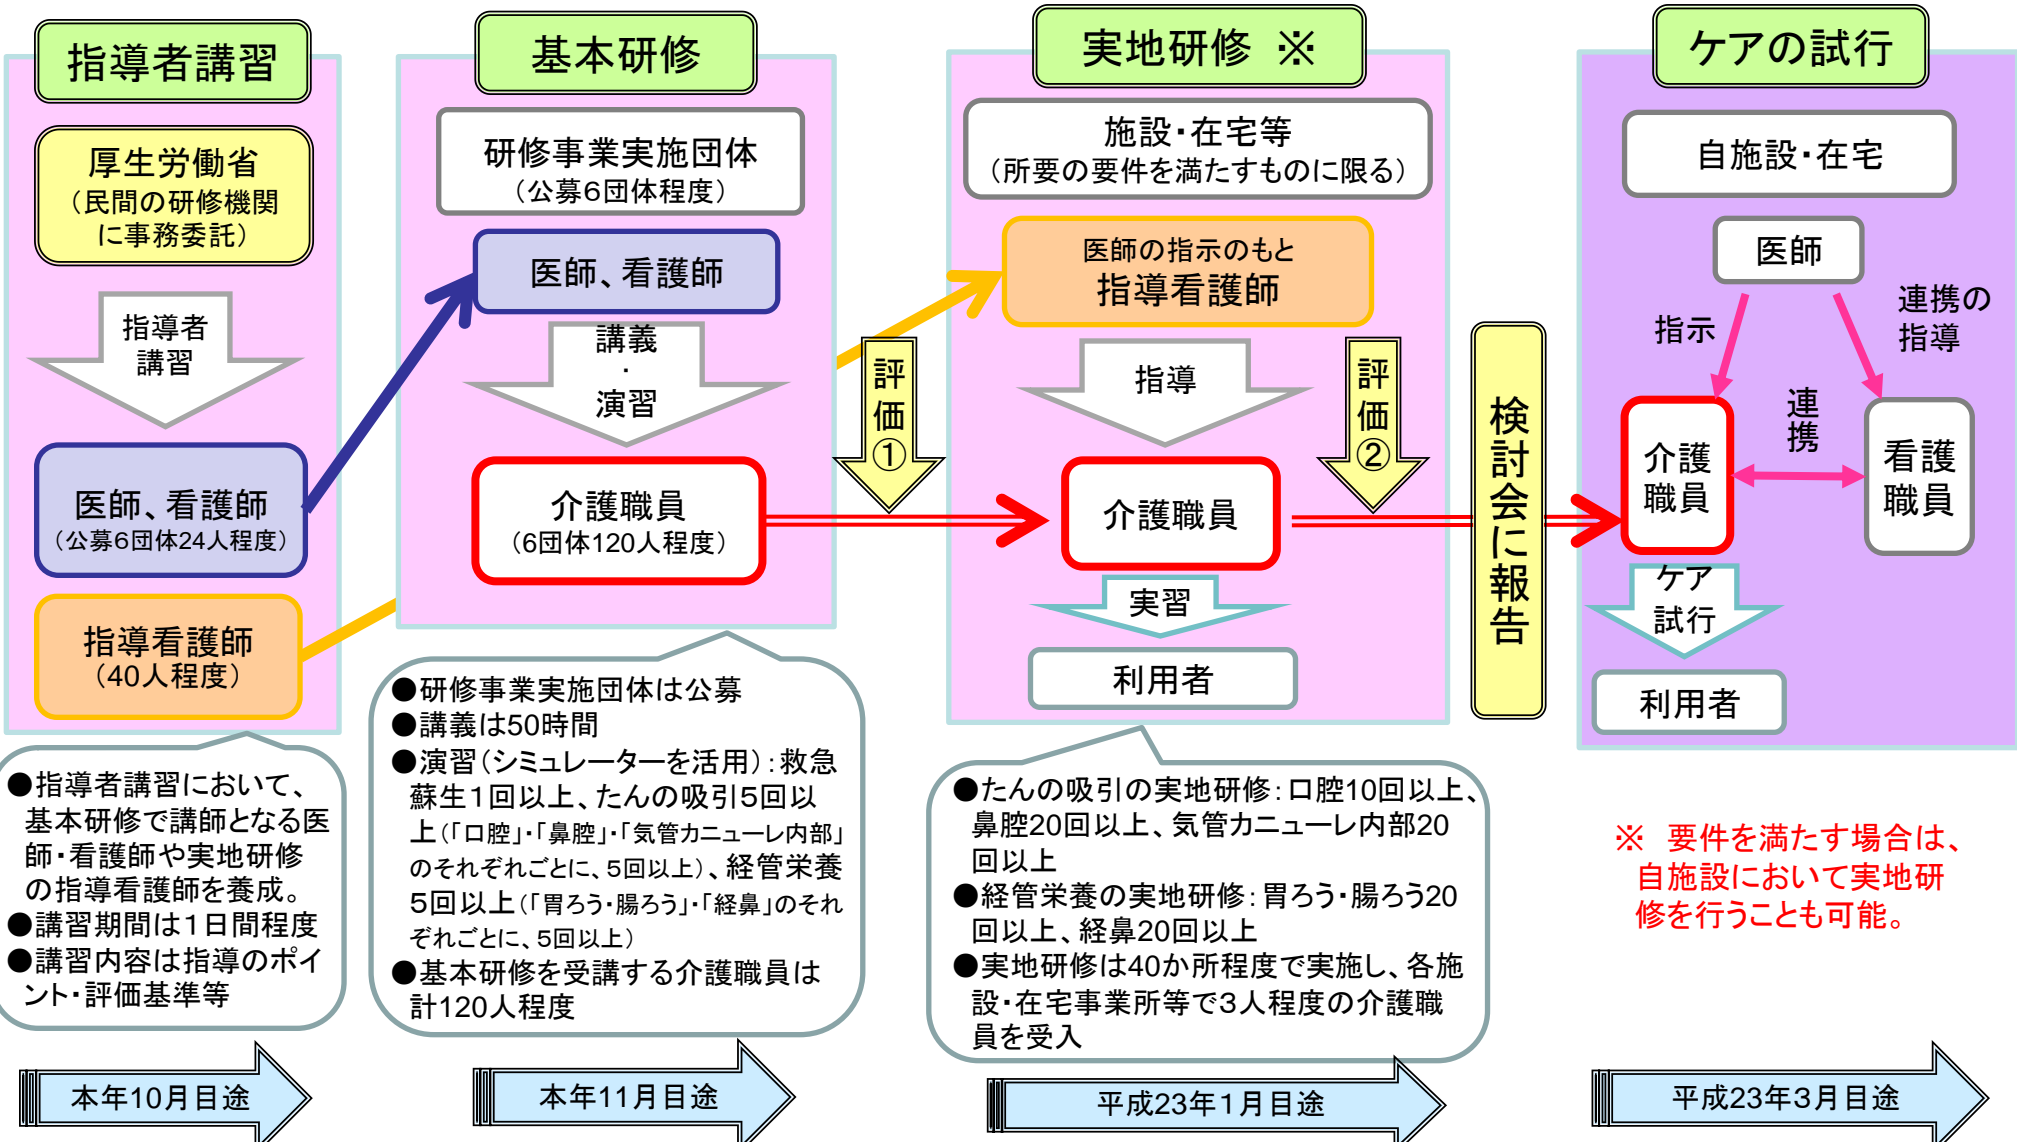 指導者講習
厚生労働省
（民間の研修機関
に事務委託）
指導者
講習
医師、看護師
（公募６団体24人程度）
指導看護師
（40人程度）
●指導者講習において、
基本研修で講師となる医
師・看護師や実地研修
の指導看護師を養成。
●講習期間は１日間程度
●講習内容は指導のポイ
ント・評価基準等
本年10月目途
基本研修
研修事業実施団体
（公募６団体程度）
医師、看護師
講義
・
演習
介護職員
（6団体120人程度）
●研修事業実施団体は公募
●講義は50時間
●演習（シミュレーターを活用）：救急
蘇生１回以上、たんの吸引５回以
上（「口腔」・「鼻腔」・「気管カニューレ内部」
のそれぞれごとに、５回以上）、経管栄養
５回以上（「胃ろう・腸ろう」・「経鼻」のそれ
ぞれごとに、５回以上）
●基本研修を受講する介護職員は
計120人程度
本年11月目途
評
価
①
実地研修 ※
施設・在宅等
（所要の要件を満たすものに限る）
医師の指示のもと
指導看護師
指導
介護職員
実習
利用者
●たんの吸引の実地研修：口腔10回以上、
鼻腔20回以上、気管カニューレ内部20
回以上
●経管栄養の実地研修：胃ろう・腸ろう20
回以上、経鼻20回以上
●実地研修は40か所程度で実施し、各施
設・在宅事業所等で３人程度の介護職
員を受入
平成23年１月目途
評
価
②
検討会に報告
ケアの試行
自施設・在宅
医師
指示
連携の
指導
連
携
介護
職員
看護
職員
ケア
試行
利用者
※ 要件を満たす場合は、
自施設において実地研
修を行うことも可能。
平成23年３月目途